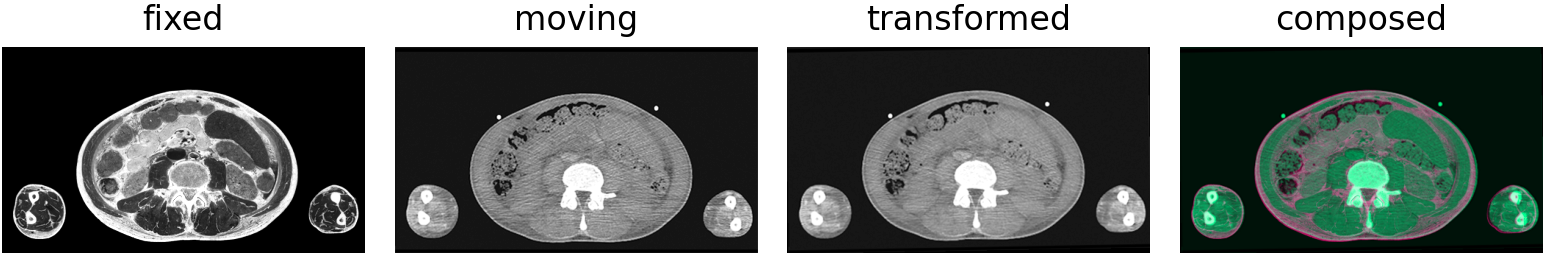 fixed
moving
transformed
composed